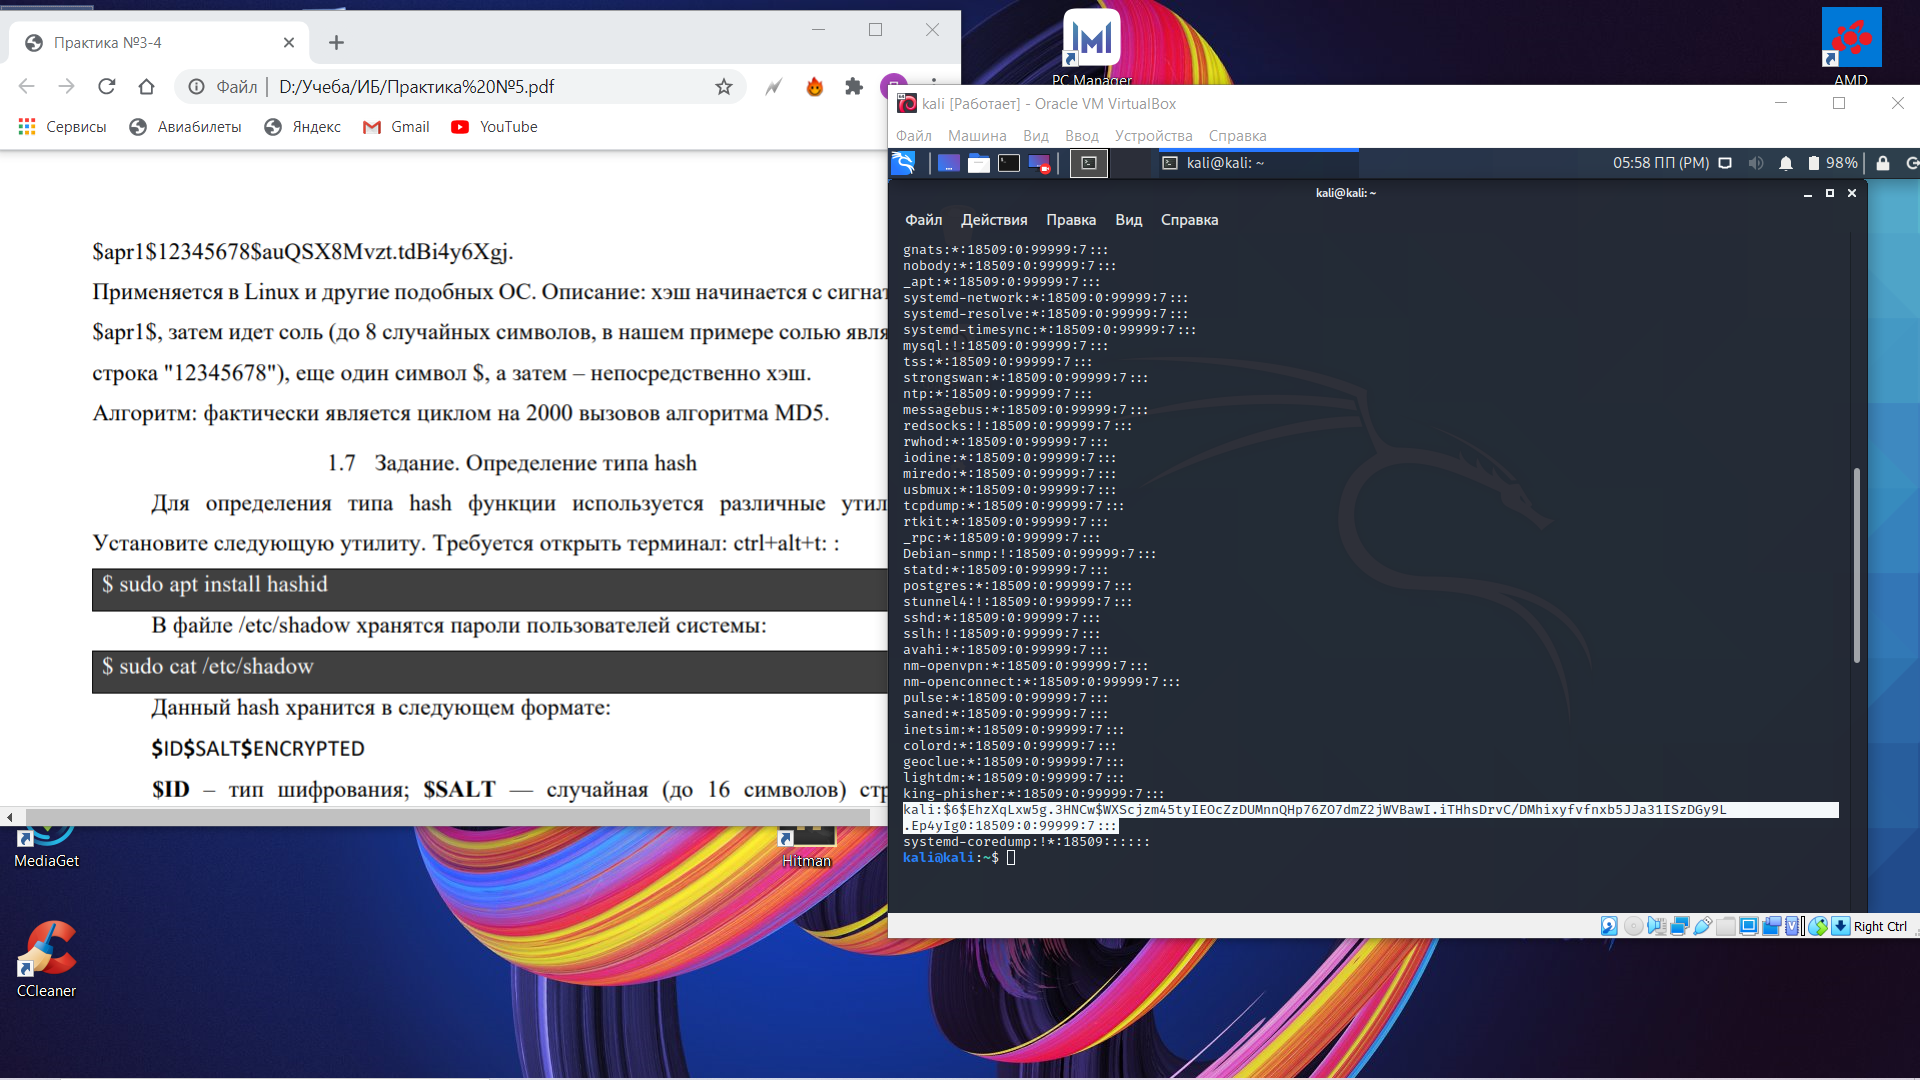 Практика №3-4
Файл
D:/Учеба/ИБ/Практика%20№5.pdf
Сервисы
Авиабилеты
Яндекс
Gmail
YouTube
$apr1$12345678$auQSX8Mvzt.tdBi4y6Xgj.
Применяется в Linux и другие подобных ОС. Описание: хэш начинается с сигнат
$apr1$, затем идет соль (до 8 случайных символов, в нашем примере солью явля
строка "12345678"), еще один символ $, а затем – непосредственно хэш.
Алгоритм: фактически является циклом на 2000 вызовов алгоритма MD5.
1.7 Задание. Определение типа hash
Для определения типа hash функции используется различные утил
Установите следующую утилиту. Требуется открыть терминал: ctrl+alt+t: :
$ sudo apt install hashid
В файле /etc/shadow хранятся пароли пользователей системы:
$ sudo cat /etc/shadow
Данный hash хранится в следующем формате:
$ID$SALT$ENCRYPTED
$ID – тип шифрования; $SALT — случайная (до 16 символов) стр
MediaGet
Hitman
CCleaner
PC Manager
AMD
kali [Работает] - Oracle VM VirtualBox
Файл Машина Вид Ввод Устройства Справка
kali@kali: ~
05:58 ПП (PM)
98%
kali@kali: ~
Файл Действия Правка Вид Справка
gnats:*:18509:0:99999:7:::
nobody:*:18509:0:99999:7:::
_apt:*:18509:0:99999:7:::
systemd-network:*:18509:0:99999:7:::
systemd-resolve:*:18509:0:99999:7:::
systemd-timesync:*:18509:0:99999:7:::
mysql:!:18509:0:99999:7:::
tss:*:18509:0:99999:7:::
strongswan:*:18509:0:99999:7:::
ntp:*:18509:0:99999:7:::
messagebus:*:18509:0:99999:7:::
redsocks:!:18509:0:99999:7:::
rwhod:*:18509:0:99999:7:::
iodine:*:18509:0:99999:7:::
miredo:*:18509:0:99999:7:::
usbmux:*:18509:0:99999:7:::
tcpdump:*:18509:0:99999:7:::
rtkit:*:18509:0:99999:7:::
_rpc:*:18509:0:99999:7:::
Debian-snmp:!:18509:0:99999:7:::
statd:*:18509:0:99999:7:::
postgres:*:18509:0:99999:7:::
stunnel4:!:18509:0:99999:7:::
sshd:*:18509:0:99999:7:::
sslh:!:18509:0:99999:7:::
avahi:*:18509:0:99999:7:::
nm-openvpn:*:18509:0:99999:7:::
nm-openconnect:*:18509:0:99999:7:::
pulse:*:18509:0:99999:7:::
saned:*:18509:0:99999:7:::
inetsim:*:18509:0:99999:7:::
colord:*:18509:0:99999:7:::
geoclue:*:18509:0:99999:7:::
lightdm:*:18509:0:99999:7:::
king-phisher:*:18509:0:99999:7:::
kali:$6$EhzXqLxw5g.3HNCw$WXScjzm45tyIEOcZzDUMnnQHp76ZO7dmZ2jWVBawI.iTHhsDrvC/DMhixyfvfnxb5JJa31ISzDGy9L
.Ep4yIg0:18509:0:99999:7:::
systemd-coredump:!*:18509::::::
kali@kali:~$
Right Ctrl